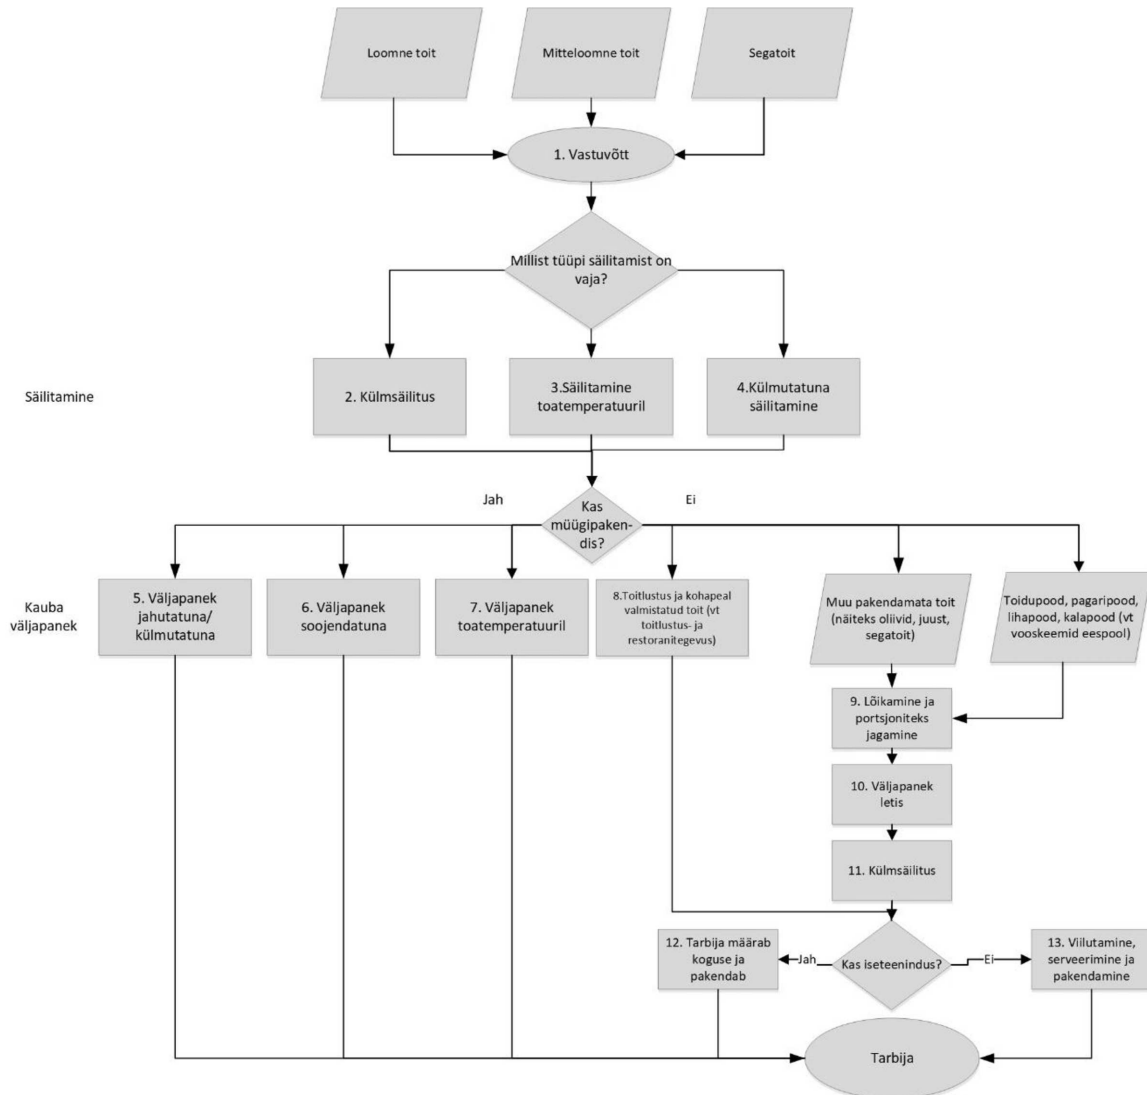 Loomne toit
Mitteloomne toit
Segatoit
1. Vastuvõtt
Millist tüüpi säilitamist on
vaja?
Säilitamine
2. Külmsäilitus
3.Säilitamine
toatemperatuuril
4.Külmutatuna
säilitamine
Jah
Ei
Kas
müügipaken-
dis?
Kauba
väljapanek
5. Väljapanek
jahutatuna/
külmutatuna
6. Väljapanek
soojendatuna
7. Väljapanek
toatemperatuuril
8.Toitlustus ja kohapeal
valmistatud toit (vt
toitlustus- ja
restoranitegevus)
Muu pakendamata toit
(näiteks oliivid, juust,
segatoit)
Toidupood, pagaripood,
lihapood, kalapood (vt
vooskeemid eespool)
9. Lõikamine ja
portsjoniteks
jagamine
10. Väljapanek
letis
11. Külmsäilitus
12. Tarbija määrab
koguse ja
pakendab
Jah
Kas iseteenindus?
Ei
13. Viilutamine,
serveerimine ja
pakendamine
Tarbija